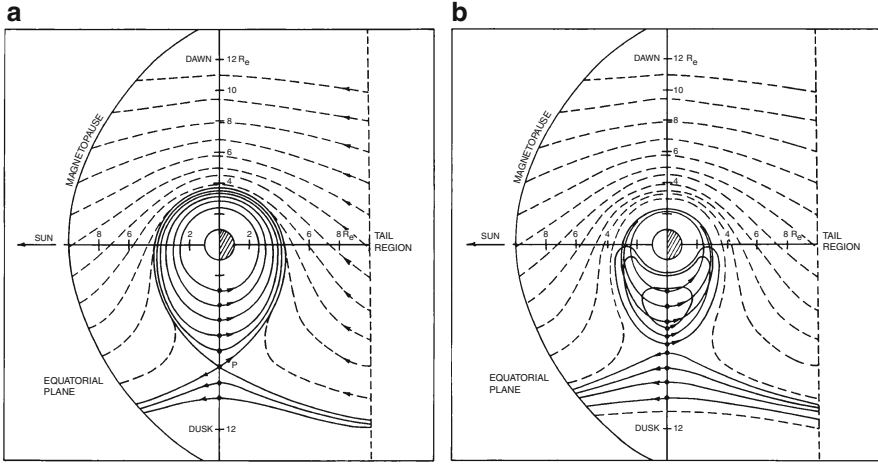 a
DAWN 12 Re
10
8
6
4
MAGNETOPAUSE
SUN
8 6 2 2 6 8 Re
TAIL
REGION
P
EQUATORIAL
PLANE
DUSK 12
b
DAWN 12 Re
10
8
6
4
MAGNETOPAUSE
SUN
8 6 4 4 6 8 Re
TAIL
REGION
EQUATORIAL
PLANE
DUSK 12